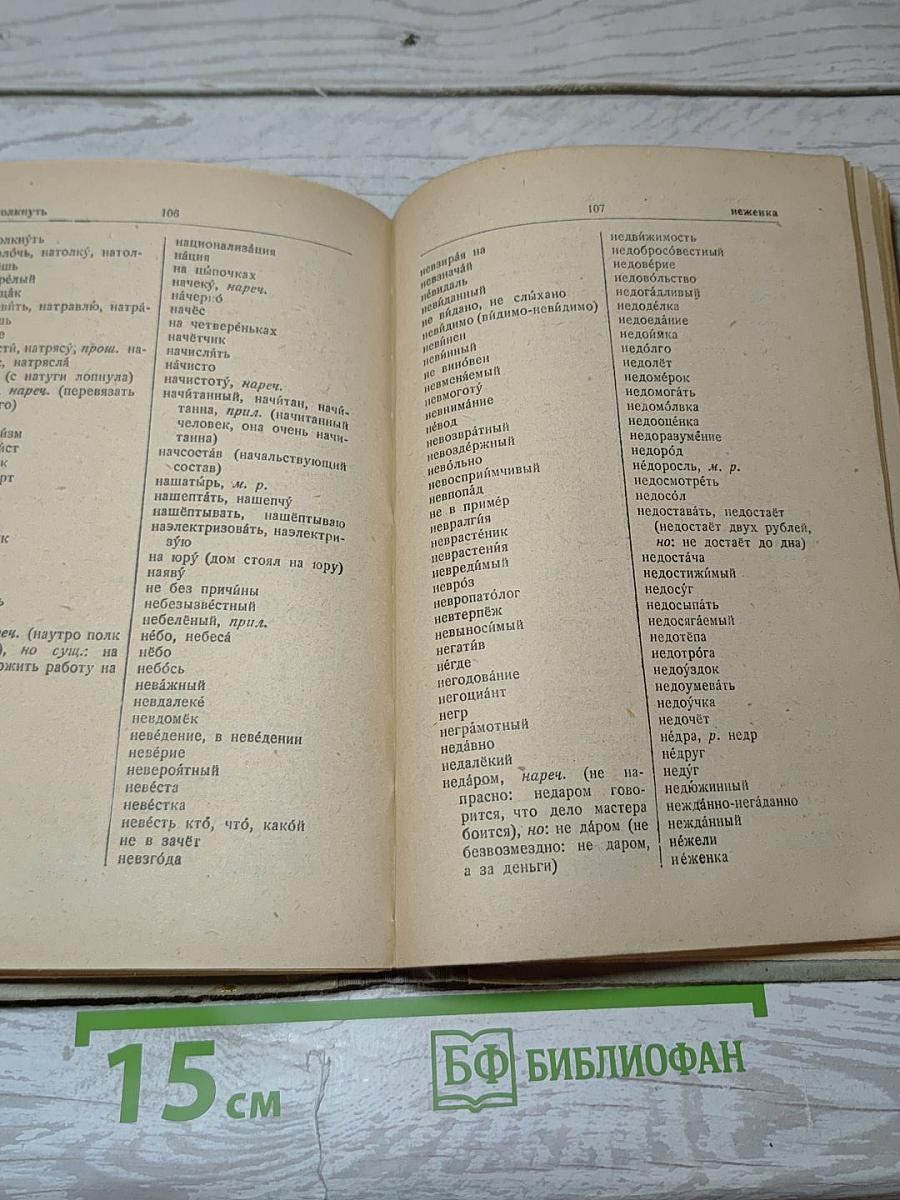 олкнуть 106
олкну́ть
оло́чь, натолку́, натол-
ешь
ре́лый
ща́к
ви́ть, натравлю́, натра́-
шь
е
сти́, натрясу́, прош. на-
с, натрясла́
(с натуги лопнула)
нареч. (перевязать
го)
и́зм
и́ст
к
рт
к
ь
еч. (наутро полк
), но сущ.: на
ожить работу на
национализа́ция
на́ция
на цы́почках
начеку́, нареч.
на́черно́
начёс
на четвере́ньках
начётчик
начисля́ть
на́чисто
начистоту́, нареч.
начи́танный, начи́тан, начи́-
танна, прил. (начитанный
человек, она очень начи-
танна)
начсоста́в (начальствующий
состав)
нашаты́рь, м. р.
нашепта́ть, нашепчу́
нашёптывать, нашёптываю
наэлектризова́ть, наэлектри-
зу́ю
на юру́ (дом стоял на юру)
наяву́
не без причи́ны
небезызве́стный
небелёный, прил.
не́бо, небеса́
нёбо
небо́сь
нева́жный
невдалеке́
невдомёк
неве́дение, в неведении
неве́рие
невероя́тный
неве́ста
неве́стка
неве́сть кто́, что́, како́й
не в зачёт
невзго́да
107 неженка
невзира́я на
невзнача́й
не́видаль
неви́данный
не ви́дано, не слы́хано
неви́димо (ви́димо-неви́димо)
неви́нен
неви́нный
не вино́вен
невменя́емый
невмоготу́
невнима́ние
не́вод
невозвра́тный
невозде́ржный
нево́льно
невосприи́мчивый
невпопа́д
не в приме́р
невралги́я
неврасте́ник
неврастени́я
невреди́мый
невро́з
невропато́лог
невтерпёж
невыноси́мый
негати́в
не́где
негодова́ние
негоциа́нт
негр
негра́мотный
неда́вно
недалёкий
неда́ром, нареч. (не на-
прасно: недаром гово-
рится, что дело мастера
боится), но: не да́ром (не
безвозмездно: не даром,
а за деньги)
недви́жимость
недобросо́вестный
недове́рие
недово́льство
недога́дливый
недоде́лка
недоеда́ние
недои́мка
недо́лго
недолёт
недоме́рок
недомога́ть
недомо́лвка
недооце́нка
недоразуме́ние
недоро́д
не́доросль, м. р.
недосмотре́ть
недосо́л
недостава́ть, недостаёт
(недостаёт двух рублей,
но: не достаёт до дна)
недоста́ча
недостижи́мый
недосу́г
недосыпа́ть
недосяга́емый
недотёпа
недотро́га
недоу́здок
недоумева́ть
недоу́чка
недочёт
не́дра, р. недр
не́друг
неду́г
недю́жинный
нежда́нно-нега́данно
нежда́нный
не́жели
не́женка
15 см
БФ БИБЛИОФАН